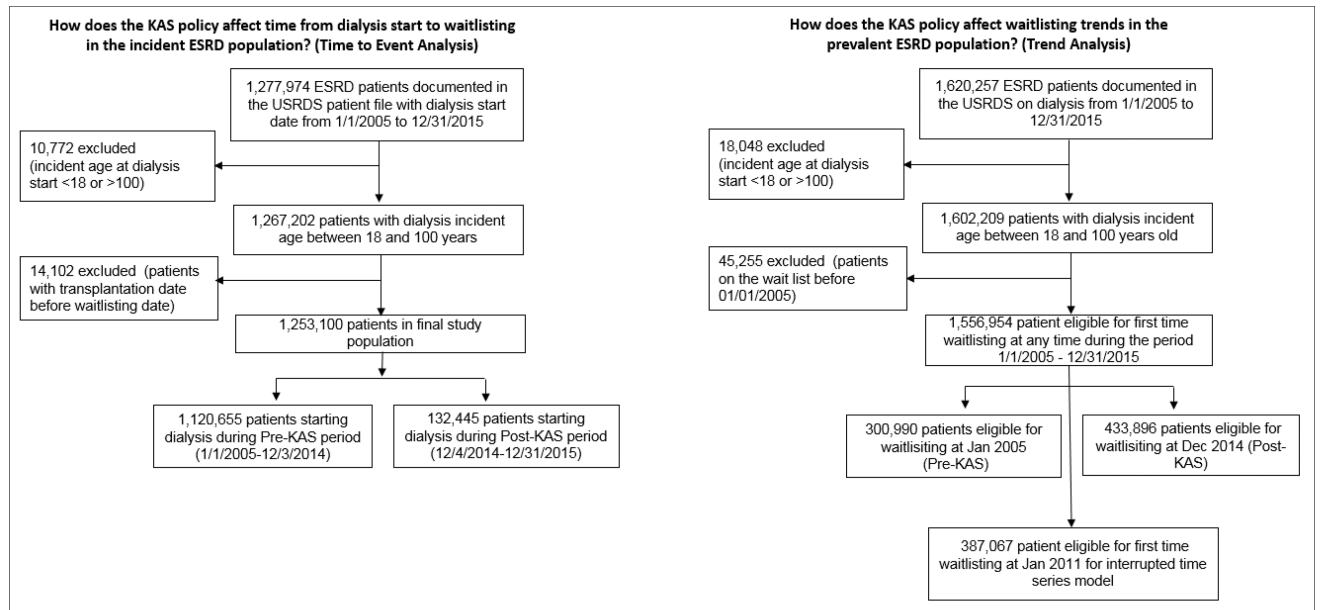 How does the KAS policy affect time from dialysis start to waitlisting
in the incident ESRD population? (Time to Event Analysis)
1,277,974 ESRD patients documented in
the USRDS patient file with dialysis start
date from 1/1/2005 to 12/31/2015
10,772 excluded
(incident age at dialysis
start <18 or >100)
1,267,202 patients with dialysis incident
age between 18 and 100 years
14,102 excluded (patients
with transplantation date
before waitlisting date)
1,253,100 patients in final study
population
1,120,655 patients starting
dialysis during Pre-KAS period
(1/1/2005-12/3/2014)
132,445 patients starting
dialysis during Post-KAS period
(12/4/2014-12/31/2015)
How does the KAS policy affect waitlisting trends in the
prevalent ESRD population? (Trend Analysis)
1,620,257 ESRD patients documented
in the USRDS on dialysis from 1/1/2005 to
12/31/2015
18,048 excluded
(incident age at dialysis
start <18 or >100)
1,602,209 patients with dialysis incident
age between 18 and 100 years old
45,255 excluded (patients
on the wait list before
01/01/2005)
1,556,954 patient eligible for first time
waitlisting at any time during the period
1/1/2005 - 12/31/2015
300,990 patients eligible for
waitlisiting at Jan 2005
(Pre-KAS)
433,896 patients eligible for
waitlisiting at Dec 2014 (Post-
KAS)
387,067 patient eligible for first time
waitlisting at Jan 2011 for interrupted time
series model